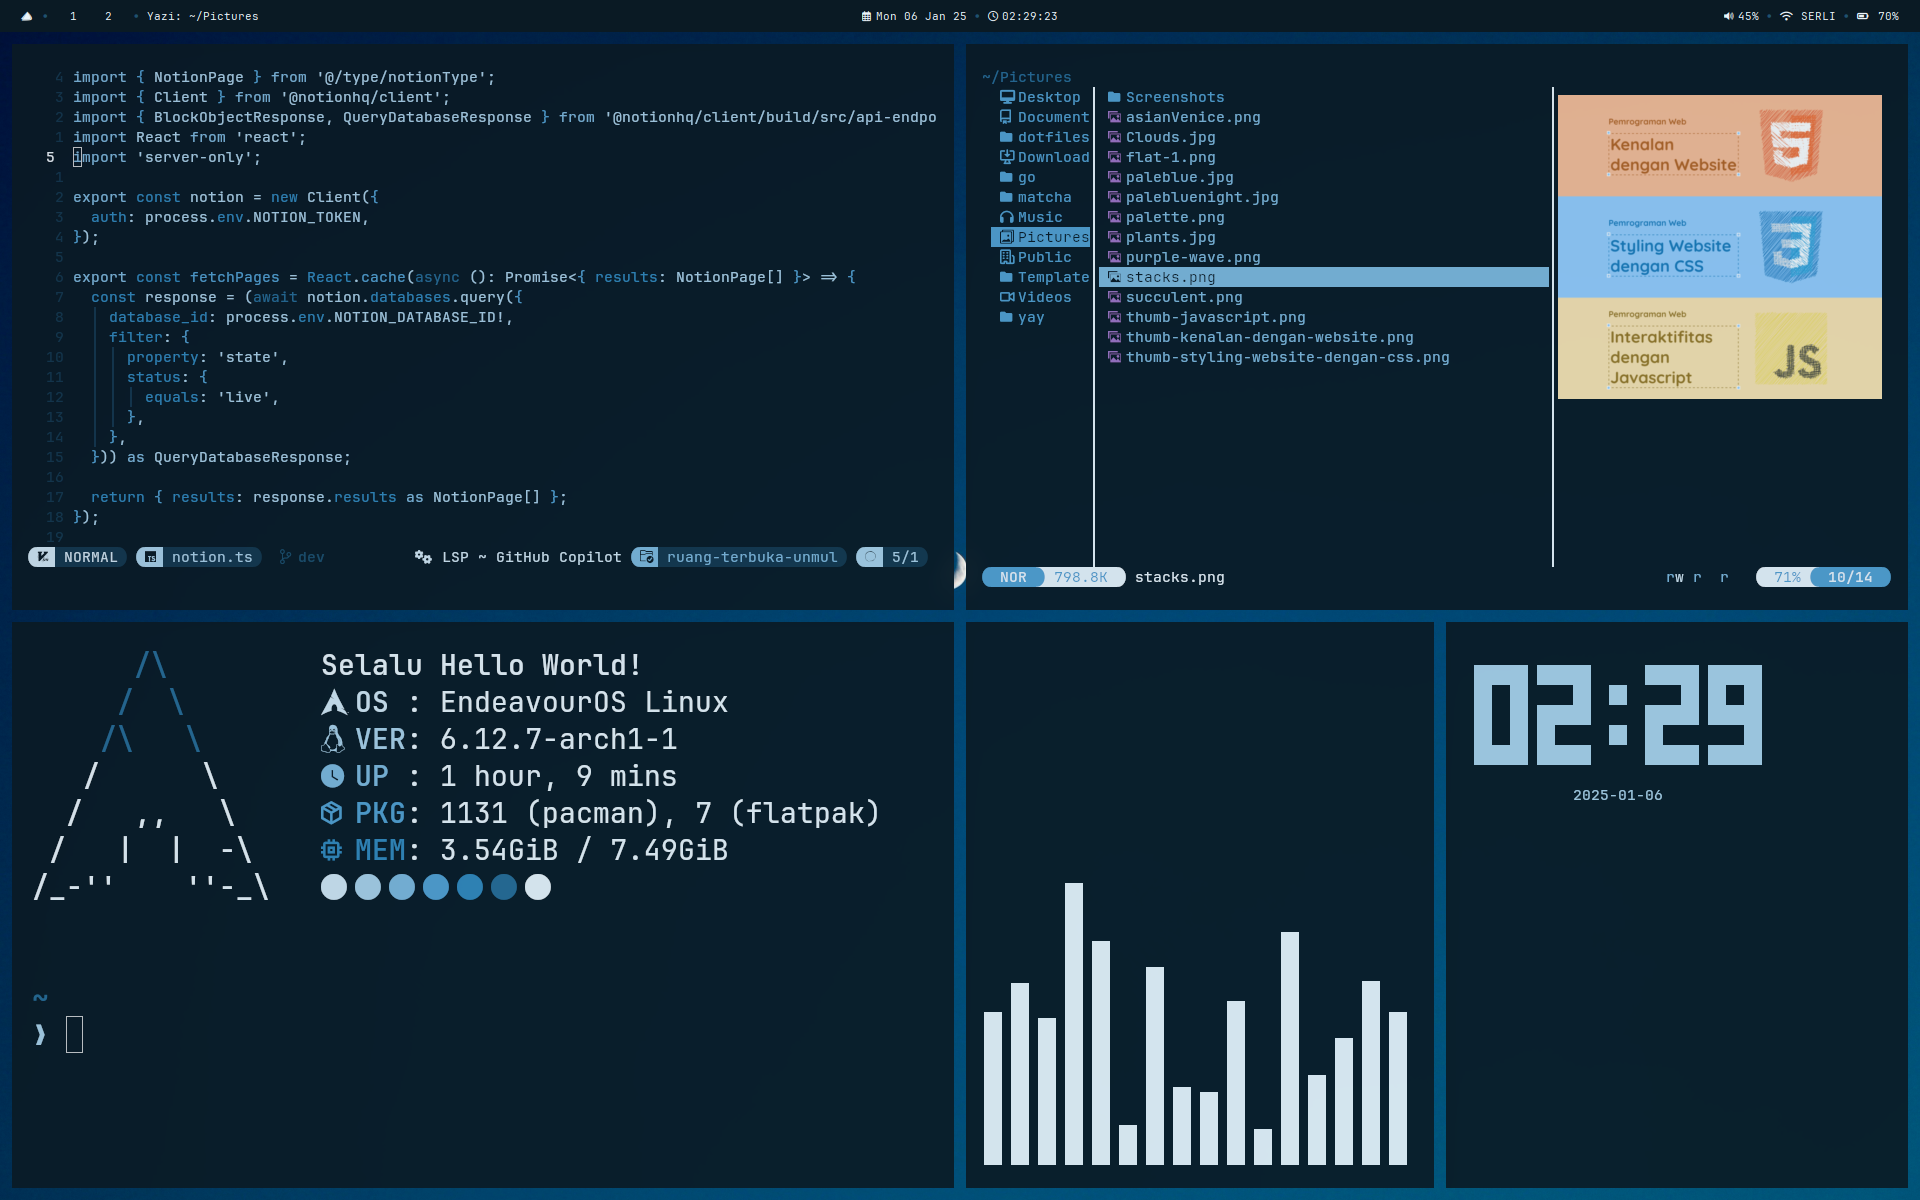 1 2 Yazi: ~/Pictures
Mon 06 Jan 25 02:29:23
45% SERLI 70%
4 import { NotionPage } from '@/type/notionType';
3 import { Client } from '@notionhq/client';
2 import { BlockObjectResponse, QueryDatabaseResponse } from '@notionhq/client/build/src/api-endpo
1 import React from 'react';
5 import 'server-only';
1
2 export const notion = new Client({
3 auth: process.env.NOTION_TOKEN,
4 });
5
6 export const fetchPages = React.cache(async (): Promise<{ results: NotionPage[] }> => {
7 const response = (await notion.databases.query({
8 database_id: process.env.NOTION_DATABASE_ID!,
9 filter: {
10 property: 'state',
11 status: {
12 equals: 'live',
13 },
14 },
15 })) as QueryDatabaseResponse;
16
17 return { results: response.results as NotionPage[] };
18 });
19
NORMAL notion.ts dev LSP ~ GitHub Copilot ruang-terbuka-unmul 5/1
~/Pictures
Desktop
Document
dotfiles
Download
go
matcha
Music
Pictures
Public
Template
Videos
yay
Screenshots
asianVenice.png
Clouds.jpg
flat-1.png
paleblue.jpg
palebluenight.jpg
palette.png
plants.jpg
purple-wave.png
stacks.png
succulent.png
thumb-javascript.png
thumb-kenalan-dengan-website.png
thumb-styling-website-dengan-css.png
Pemrograman Web
Kenalan
dengan Website
5
Pemrograman Web
Styling Website
dengan CSS
3
Pemrograman Web
Interaktifitas
dengan
Javascript
JS
NOR 798.8K stacks.png rw r r 71% 10/14
/\
/ \
/\ \
/ \
/ ,, \
/ | | -\
/_-'' ''-_\
Selalu Hello World!
OS : EndeavourOS Linux
VER: 6.12.7-arch1-1
UP : 1 hour, 9 mins
PKG: 1131 (pacman), 7 (flatpak)
MEM: 3.54GiB / 7.49GiB
~
❯
02:29
2025-01-06